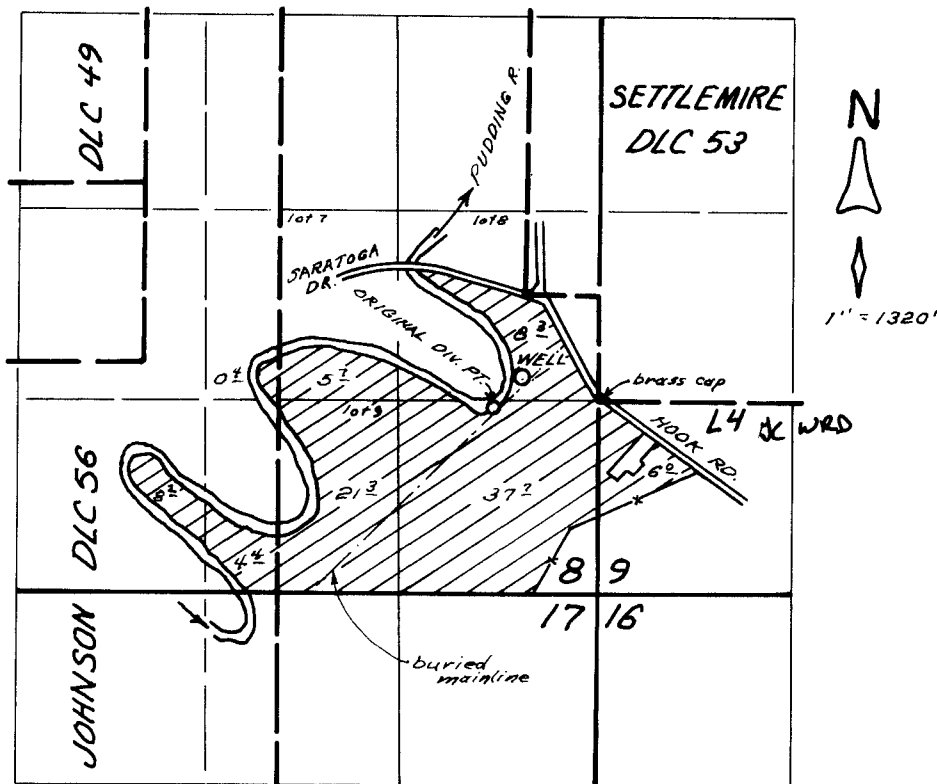 DLC 49
SETTLEMIRE
DLC 53
N
1" = 1320'
PUDDING R.
lot 7
lot 8
SARATOGA
DR.
ORIGINAL DIV. PT.
8 3
WELL
0 4
5 7
lot 9
brass cap
L4 JC WRD
HOOK RD.
6 0
8 2
21 3
37 7
4 4
8 9
17 16
DLC 56
JOHNSON
buried
mainline